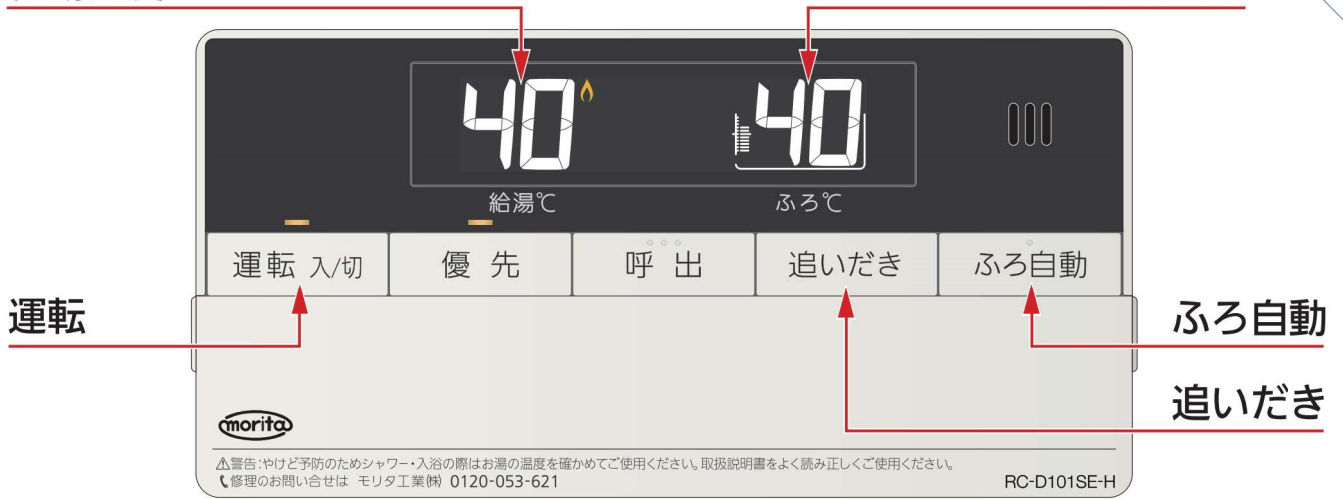 40 40
給湯℃ ふろ℃
運転 入/切 優先 呼出 追いだき ふろ自動
運転
ふろ自動
追いだき
morita
⚠警告:やけど予防のためシャワー・入浴の際はお湯の温度を確かめてご使用ください。取扱説明書をよく読み正しくご使用ください。
修理のお問い合せは モリタ工業㈱ 0120-053-621
RC-D101SE-H